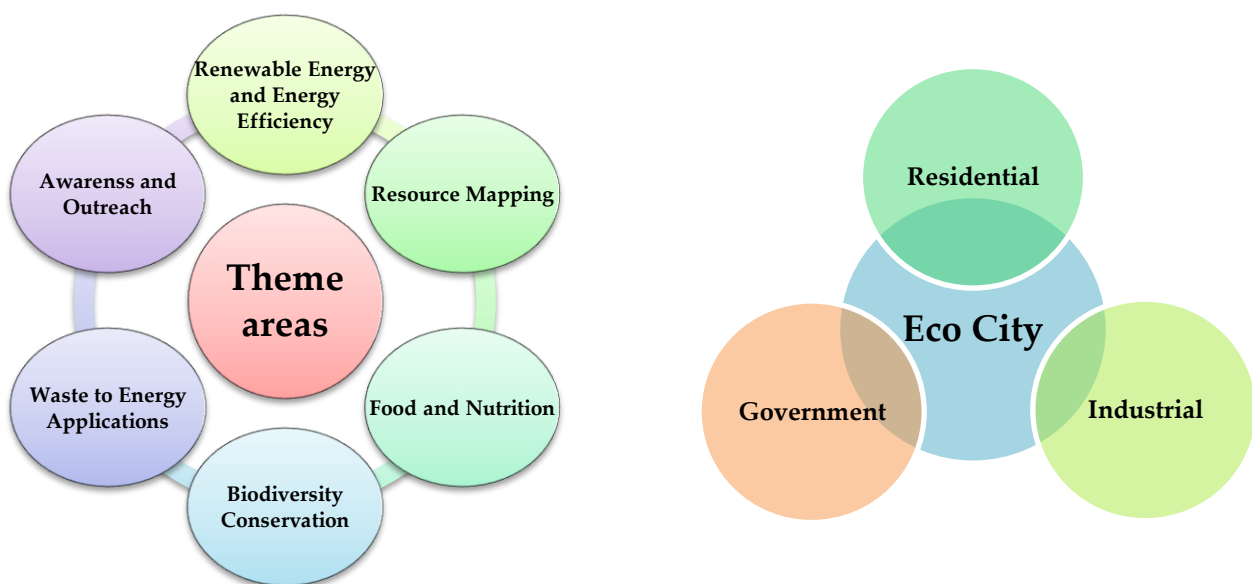 Renewable Energy
and Energy
Efficiency
Resource Mapping
Food and Nutrition
Biodiversity
Conservation
Waste to Energy
Applications
Awarenss and
Outreach
Theme
areas
Residential
Eco City
Government
Industrial